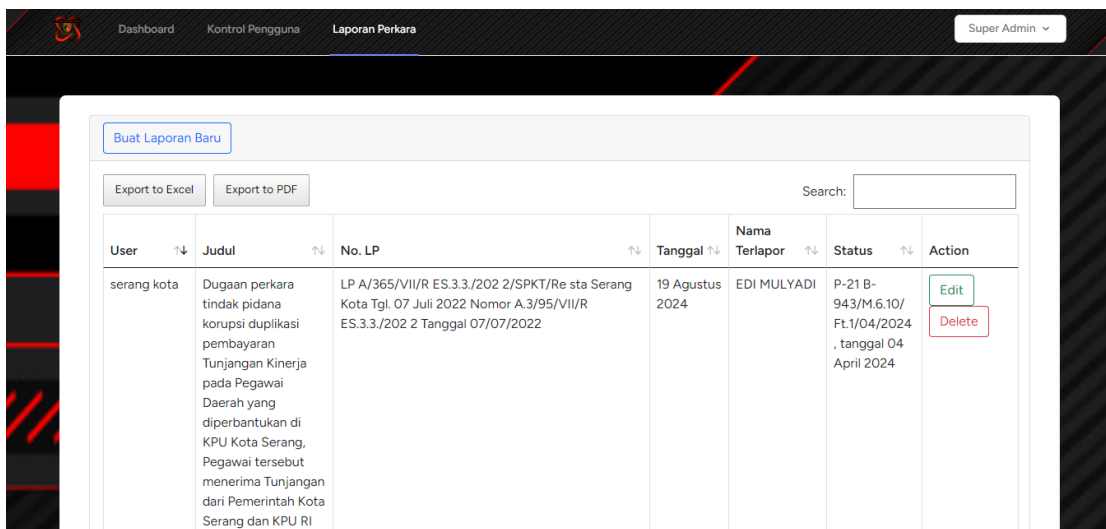 Dashboard Kontrol Pengguna Laporan Perkara Super Admin
Buat Laporan Baru
Export to Excel Export to PDF Search:
User Judul No. LP Tanggal Nama Terlapor Status Action
serang kota
Dugaan perkara
tindak pidana
korupsi duplikasi
pembayaran
Tunjangan Kinerja
pada Pegawai
Daerah yang
diperbantukan di
KPU Kota Serang,
Pegawai tersebut
menerima Tunjangan
dari Pemerintah Kota
Serang dan KPU RI
LP A/365/VII/R ES.3.3./202 2/SPKT/Re sta Serang
Kota Tgl. 07 Juli 2022 Nomor A.3/95/VII/R
ES.3.3./202 2 Tanggal 07/07/2022
19 Agustus
2024
EDI MULYADI
P-21 B-
943/M.6.10/
Ft.1/04/2024
, tanggal 04
April 2024
Edit
Delete